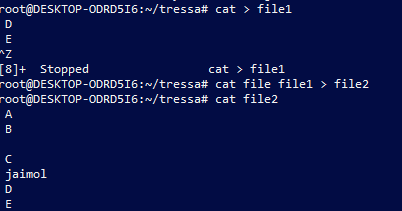 root@DESKTOP-ODRD5I6:~/tressa# cat > file1
D
E
^Z
[8]+  Stopped                 cat > file1
root@DESKTOP-ODRD5I6:~/tressa# cat file file1 > file2
root@DESKTOP-ODRD5I6:~/tressa# cat file2
A
B
C
jaimol
D
E